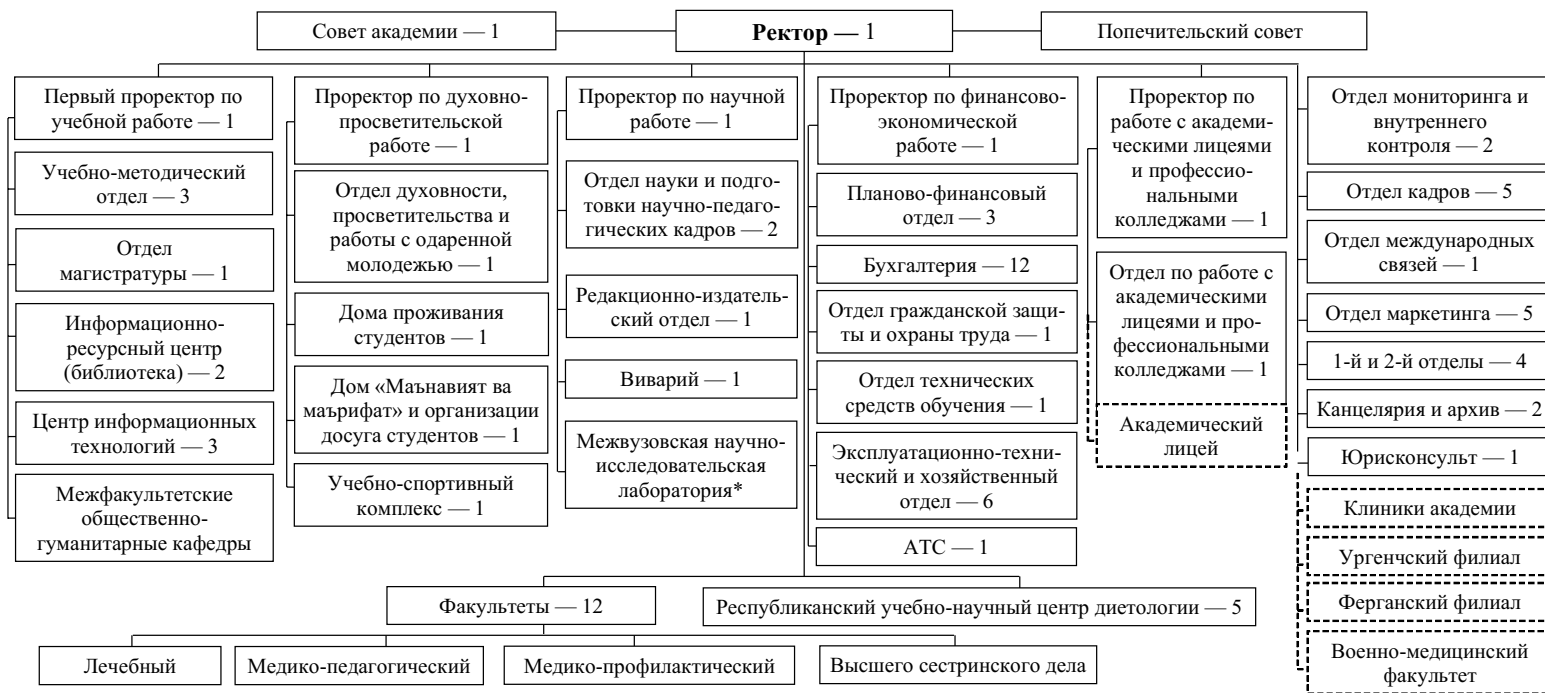 Совет академии — 1
Ректор — 1
Попечительский совет
Первый проректор по
учебной работе — 1
Учебно-методический
отдел — 3
Отдел
магистратуры — 1
Информационно-
ресурсный центр
(библиотека) — 2
Центр информационных
технологий — 3
Межфакультетские
общественно-
гуманитарные кафедры
Проректор по духовно-
просветительской
работе — 1
Отдел духовности,
просветительства и
работы с одаренной
молодежью — 1
Дома проживания
студентов — 1
Дом «Маънавият ва
маърифат» и организации
досуга студентов — 1
Учебно-спортивный
комплекс — 1
Проректор по научной
работе — 1
Отдел науки и подго-
товки научно-педаго-
гических кадров — 2
Редакционно-издатель-
ский отдел — 1
Виварий — 1
Межвузовская научно-
исследовательская
лаборатория*
Проректор по финансово-
экономической
работе — 1
Планово-финансовый
отдел — 3
Бухгалтерия — 12
Отдел гражданской защи-
ты и охраны труда — 1
Отдел технических
средств обучения — 1
Эксплуатационно-техни-
ческий и хозяйственный
отдел — 6
АТС — 1
Проректор по
работе с академи-
ческими лицеями
и профессио-
нальными
колледжами — 1
Отдел по работе с
академическими
лицеями и про-
фессиональными
колледжами — 1
Академический
лицей
Отдел мониторинга и
внутреннего
контроля — 2
Отдел кадров — 5
Отдел международных
связей — 1
Отдел маркетинга — 5
1-й и 2-й отделы — 4
Канцелярия и архив — 2
Юрисконсульт — 1
Клиники академии
Ургенчский филиал
Ферганский филиал
Военно-медицинский
факультет
Факультеты — 12
Республиканский учебно-научный центр диетологии — 5
Лечебный
Медико-педагогический
Медико-профилактический
Высшего сестринского дела